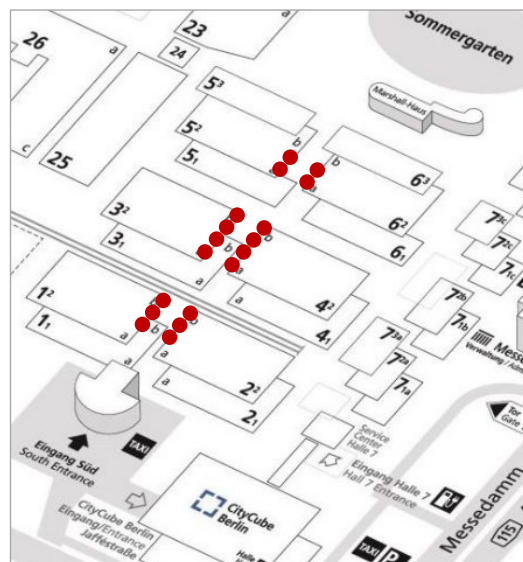 Sommergarten
23
26
a
a
24
5³
Marshall-Haus
5²
b
c
25
5₁
b
a
6³
3²
6²
7³ᶜ
3₁
b
6₁
7²ᶜ
a
a
7₁ᶜ
1²
4²
7²ᵇ
1₁
a
b
b
a
4₁
7³ᵃ
7₁ᵇ
Messe
Verwaltung / Adm
a
a
2²
7²ᵃ
a
2₁
7₁ᵃ
Tor
Gate
Service
Center
Halle 7
Eingang Süd
South Entrance
TAXI
Eingang Halle 7
Hall 7 Entrance
CityCube
Berlin
CityCube Berlin
Eingang/Entrance
Jafféstraße
Messedamm
115
TAXI
P